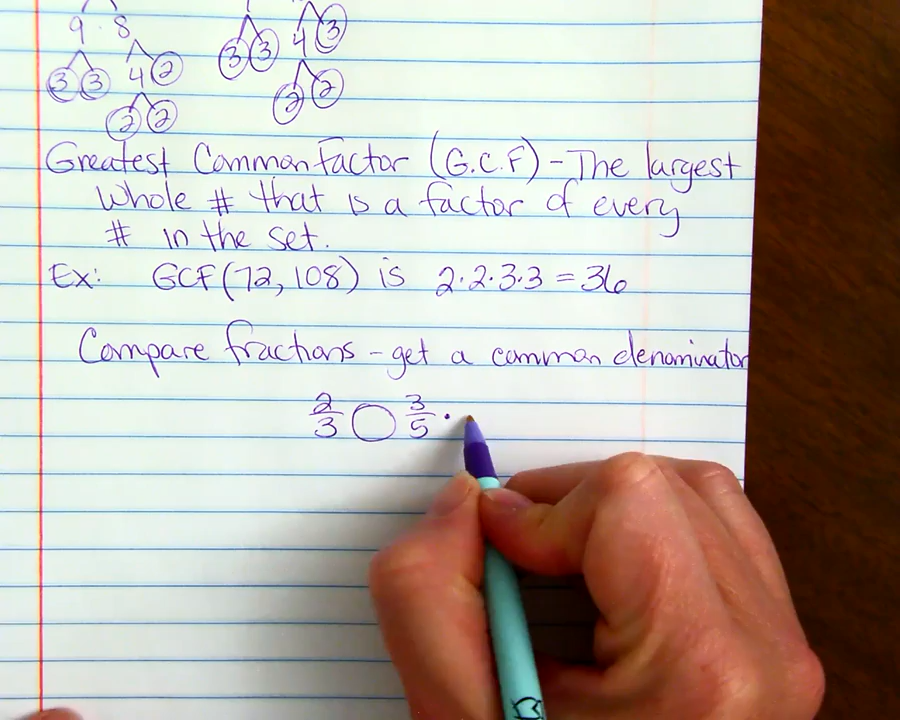 9 · 8
3 3 4 2 3 3 4 3
2 2 2 2
Greatest Common Factor (G.C.F) - The largest
Whole # that is a factor of every
# in the set.
Ex: GCF(72, 108) is 2·2·3·3 = 36
Compare fractions - get a common denominator
2/3 ◯ 3/5 ·